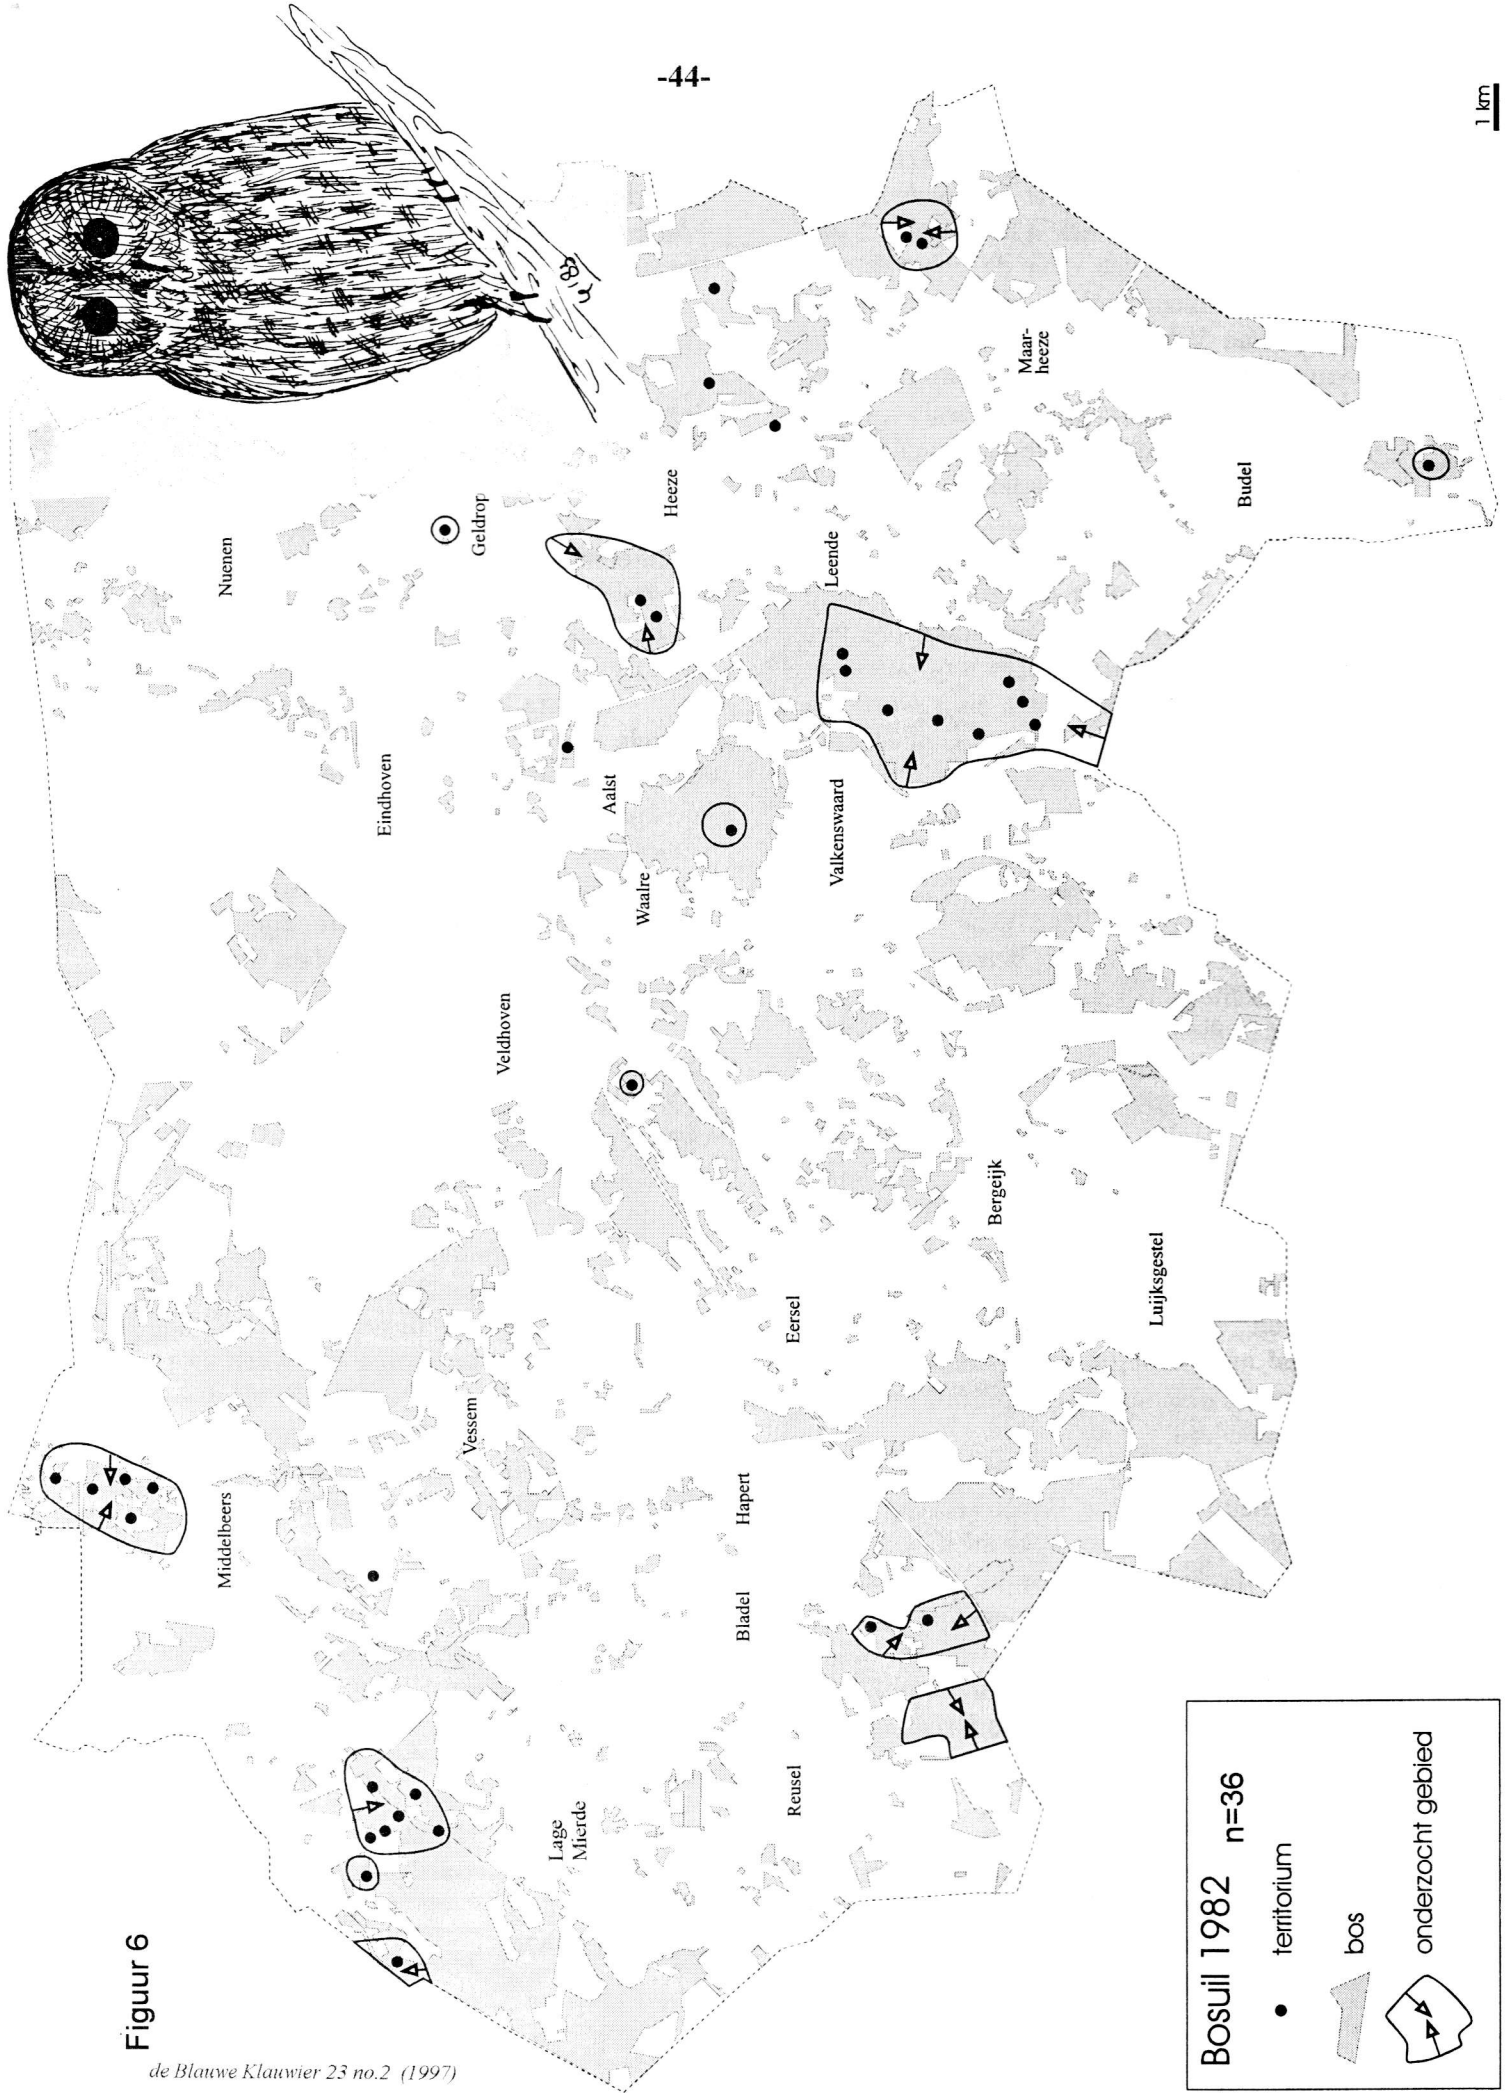 -44-
Figuur 6
de Blauwe Klauwier 23 no.2 (1997)
Nuenen
Geldrop
Heeze
Maar-
heeze
Budel
Leende
Eindhoven
Aalst
Waalre
Valkenswaard
Veldhoven
Bergeijk
Luijksgestel
Eersel
Vessem
Middelbeers
Hapert
Bladel
Reusel
Lage
Mierde
1 km
Bosuil 1982 n=36
territorium
bos
onderzocht gebied